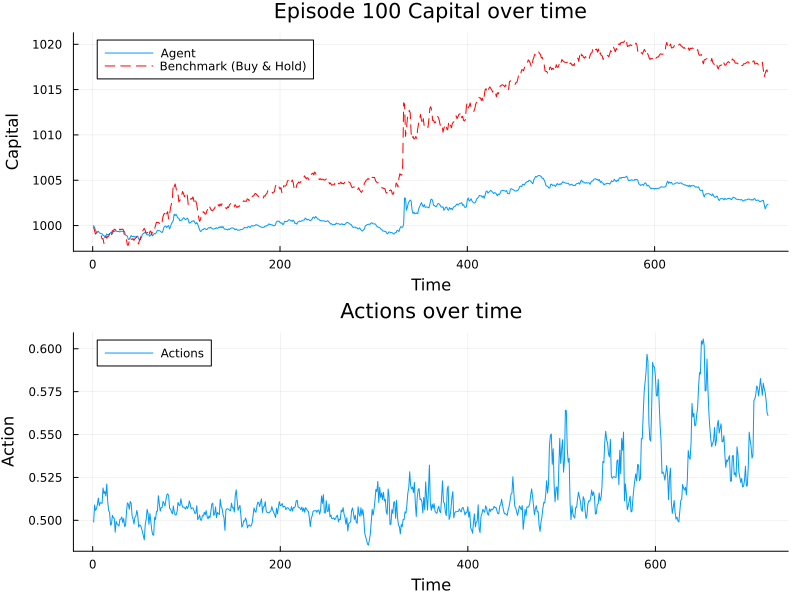 Episode 100 Capital over time
Agent
Benchmark (Buy & Hold)
Capital
1020
1015
1010
1005
1000
0
200
400
600
Time
Actions over time
Actions
Action
0.600
0.575
0.550
0.525
0.500
0
200
400
600
Time